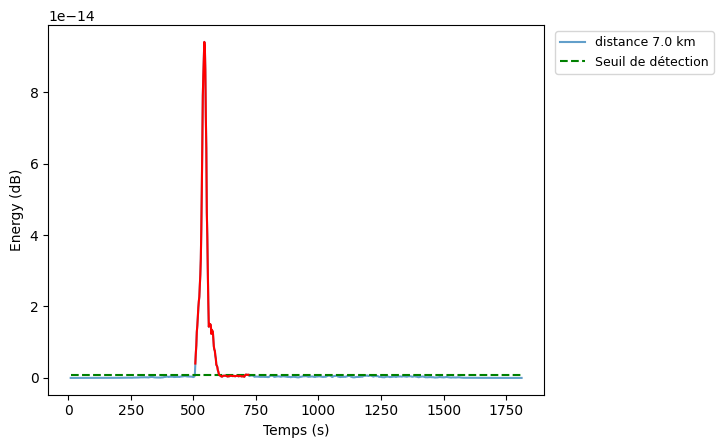 1e−14
distance 7.0 km
Seuil de détection
8
6
4
2
0
Energy (dB)
0 250 500 750 1000 1250 1500 1750
Temps (s)